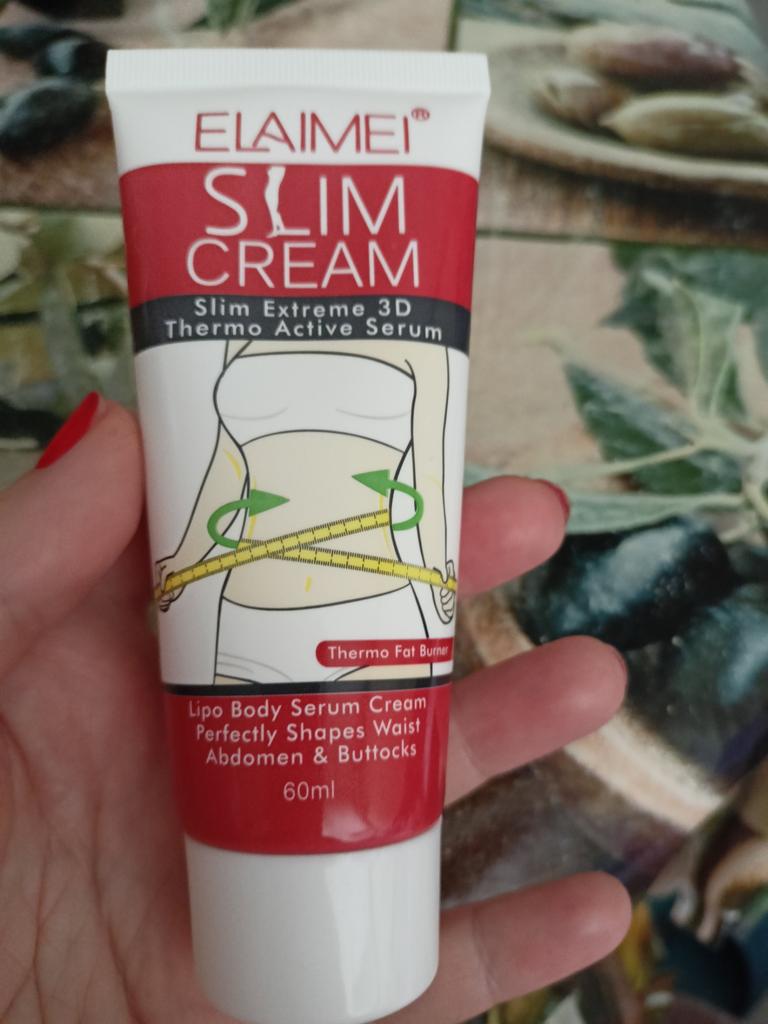 ELAIMEI®
SLIM
CREAM
Slim Extreme 3D
Thermo Active Serum
Thermo Fat Burner
Lipo Body Serum Cream
Perfectly Shapes Waist
Abdomen & Buttocks
60ml